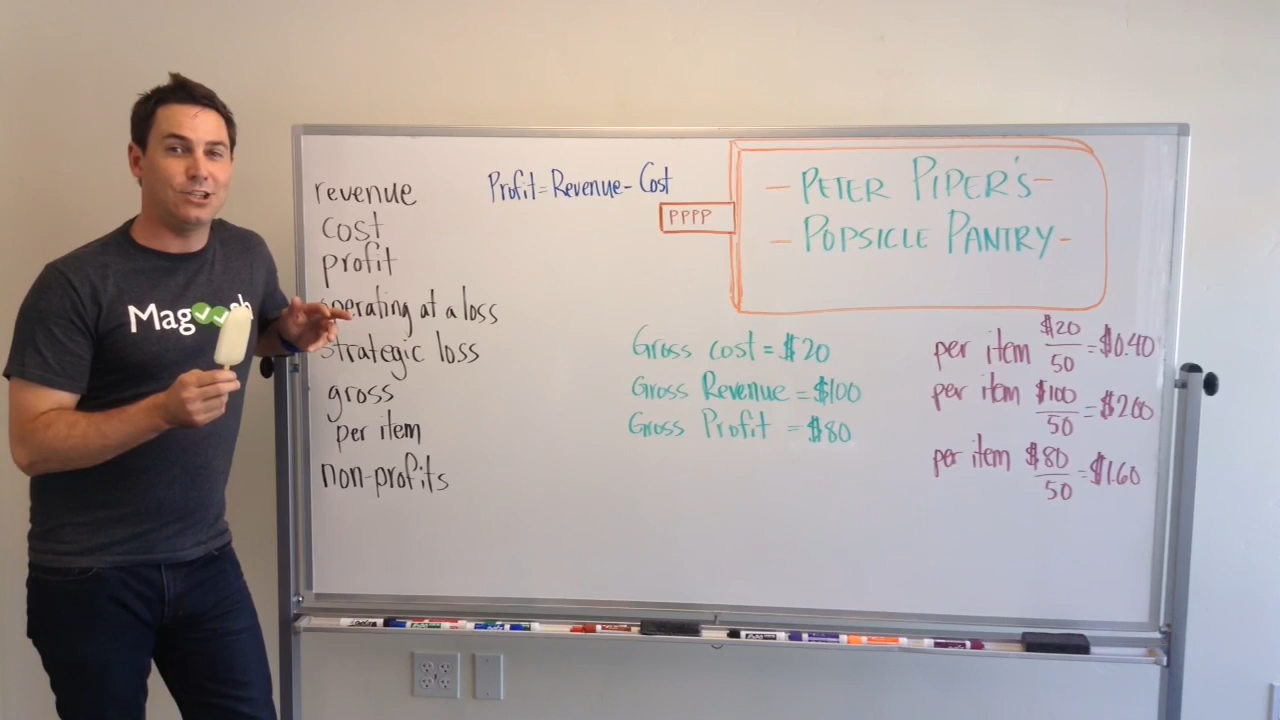 Magoosh
revenue
cost
profit
operating at a loss
strategic loss
gross
per item
non-profits
Profit=Revenue-Cost
PPPP
- PETER PIPER'S -
- POPSICLE PANTRY -
Gross cost = $20
Gross Revenue = $100
Gross Profit = $80
per item $20/50 = $0.40
per item $100/50 = $2.00
per item $80/50 = $1.60